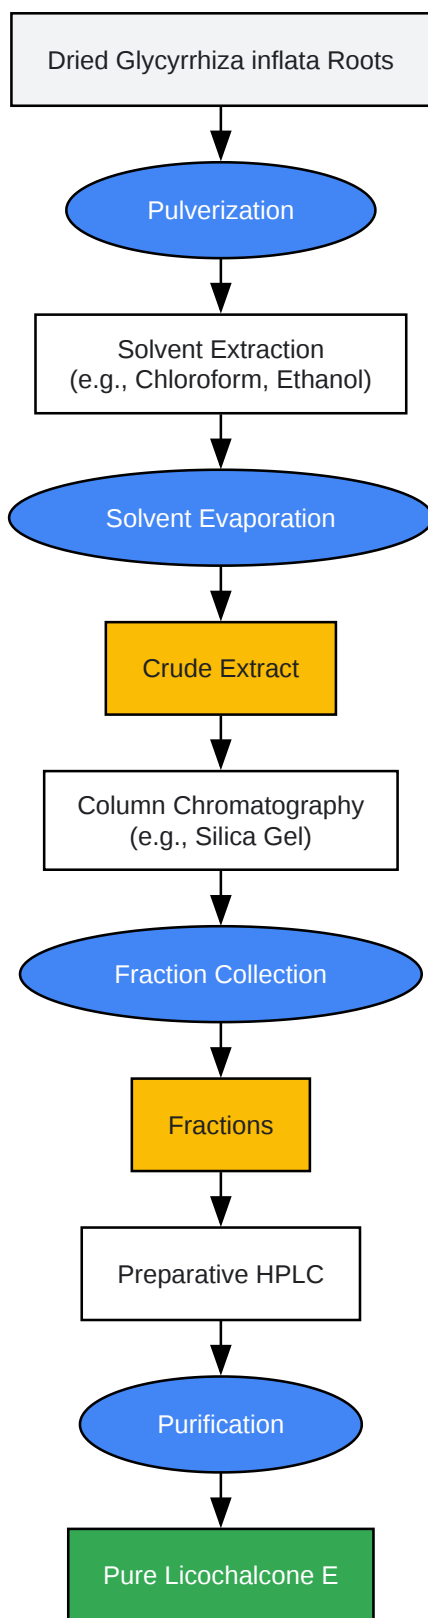 Dried Glycyrrhiza inflata Roots
Pulverization
Solvent Extraction
(e.g., Chloroform, Ethanol)
Solvent Evaporation
Crude Extract
Column Chromatography
(e.g., Silica Gel)
Fraction Collection
Fractions
Preparative HPLC
Purification
Pure Licochalcone E